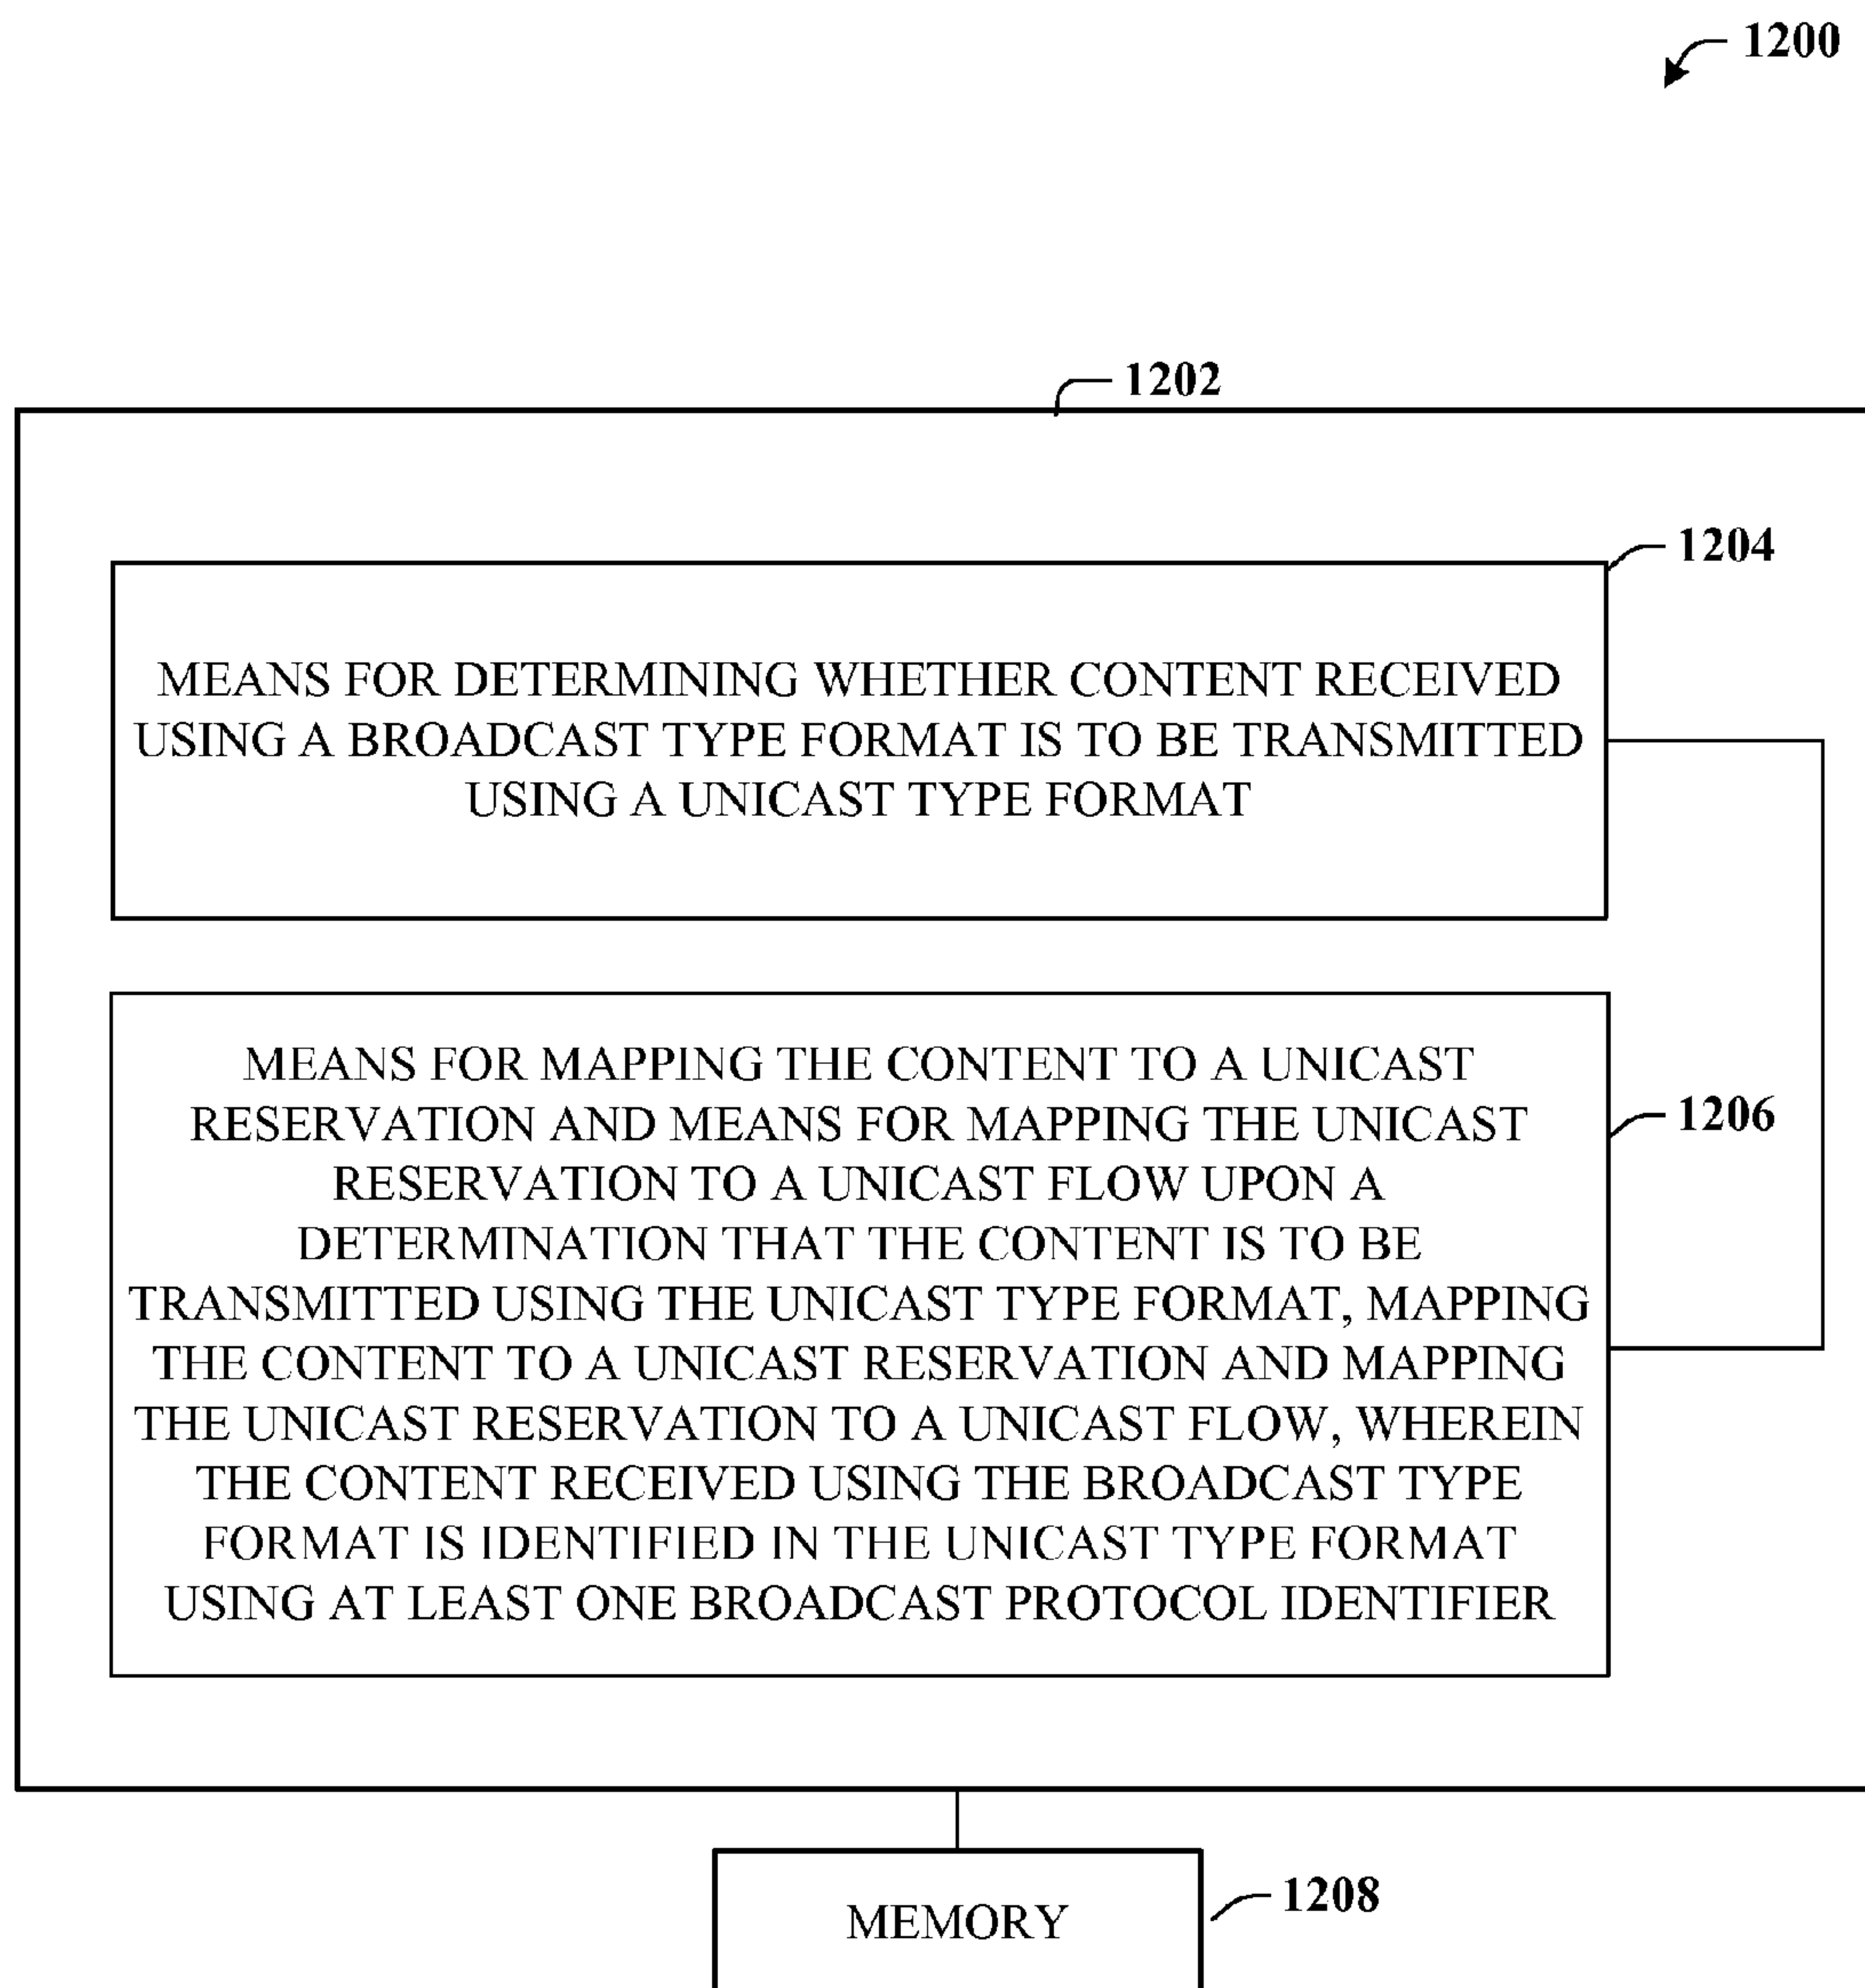 1200
1202
1204
MEANS FOR DETERMINING WHETHER CONTENT RECEIVED
USING A BROADCAST TYPE FORMAT IS TO BE TRANSMITTED
USING A UNICAST TYPE FORMAT
MEANS FOR MAPPING THE CONTENT TO A UNICAST
RESERVATION AND MEANS FOR MAPPING THE UNICAST
1206
RESERVATION TO A UNICAST FLOW UPON A
DETERMINATION THAT THE CONTENT IS TO BE
TRANSMITTED USING THE UNICAST TYPE FORMAT, MAPPING
THE CONTENT TO A UNICAST RESERVATION AND MAPPING
THE UNICAST RESERVATION TO A UNICAST FLOW, WHEREIN
THE CONTENT RECEIVED USING THE BROADCAST TYPE
FORMAT IS IDENTIFIED IN THE UNICAST TYPE FORMAT
USING AT LEAST ONE BROADCAST PROTOCOL IDENTIFIER
1208
MEMORY